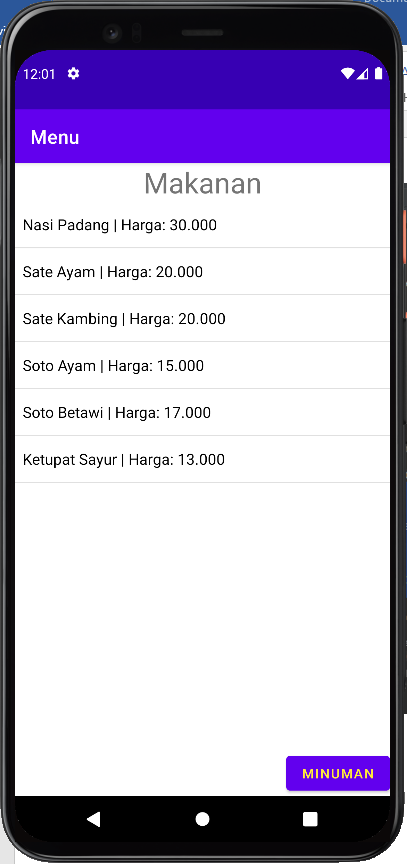 12:01
Menu
Makanan
Nasi Padang | Harga: 30.000
Sate Ayam | Harga: 20.000
Sate Kambing | Harga: 20.000
Soto Ayam | Harga: 15.000
Soto Betawi | Harga: 17.000
Ketupat Sayur | Harga: 13.000
MINUMAN